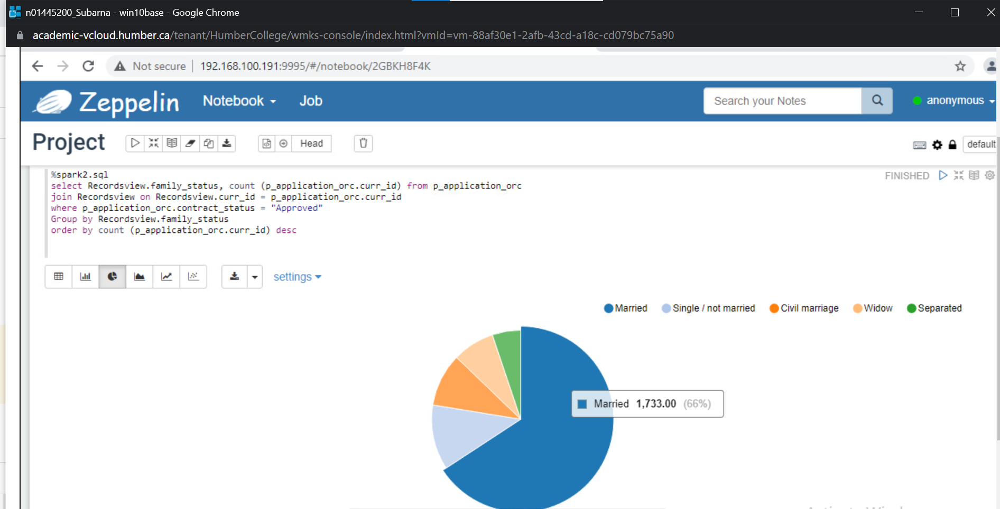 n01445200_Subarna - win10base - Google Chrome
academic-vcloud.humber.ca/tenant/HumberCollege/wmks-console/index.html?vmId=vm-88af30e1-2afb-43cd-a18c-cd079bc75a90
Not secure 192.168.100.191:9995/#/notebook/2GBKH8F4K
Zeppelin Notebook Job Search your Notes anonymous
Project Head default
%spark2.sql FINISHED
select Recordsview.family_status, count (p_application_orc.curr_id) from p_application_orc
join Recordsview on Recordsview.curr_id = p_application_orc.curr_id
where p_application_orc.contract_status = "Approved"
Group by Recordsview.family_status
order by count (p_application_orc.curr_id) desc
settings
Married Single / not married Civil marriage Widow Separated
Married 1,733.00 (66%)